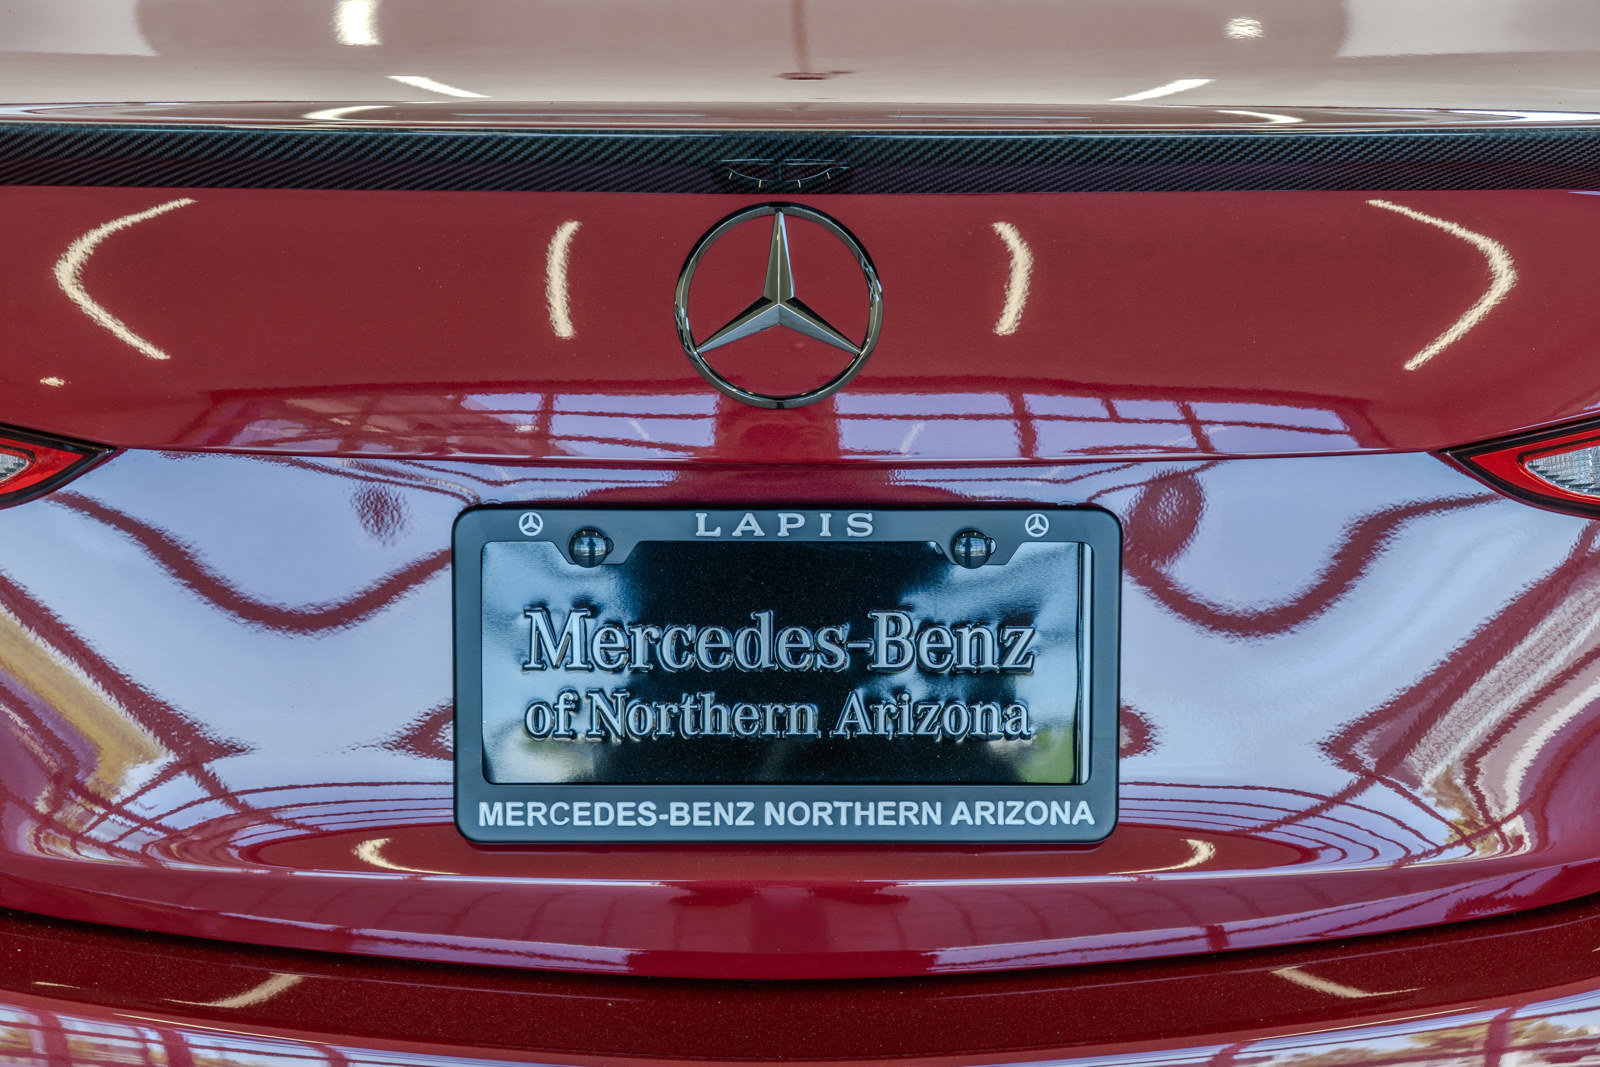 LAPIS
Mercedes-Benz
of Northern Arizona
MERCEDES-BENZ NORTHERN ARIZONA